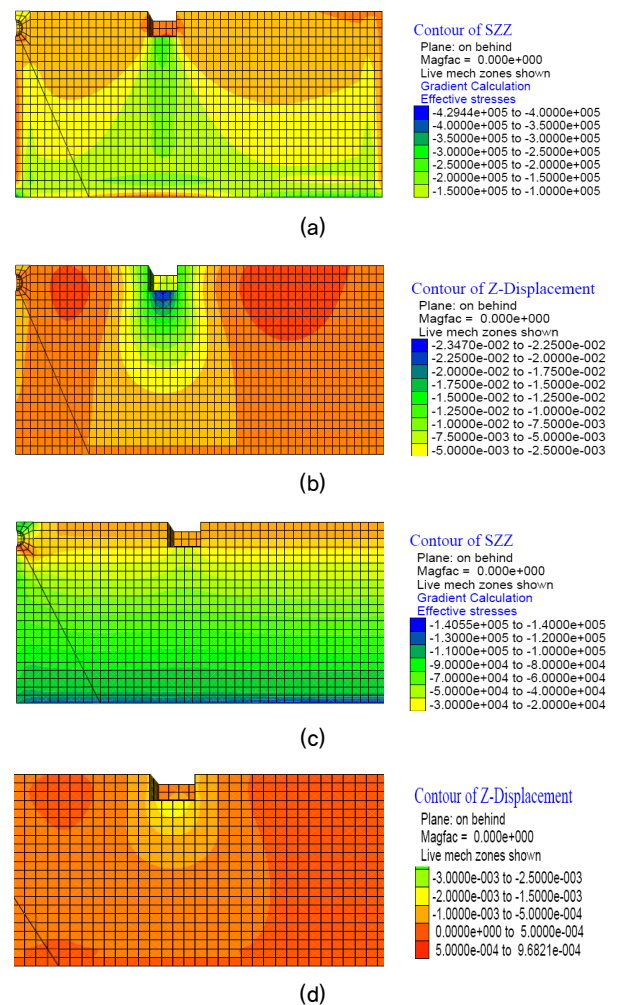 Contour of SZZ
Plane: on behind
Magfac = 0.000e+000
Live mech zones shown
Gradient Calculation
Effective stresses
-4.2944e+005 to -4.0000e+005
-4.0000e+005 to -3.5000e+005
-3.5000e+005 to -3.0000e+005
-3.0000e+005 to -2.5000e+005
-2.5000e+005 to -2.0000e+005
-2.0000e+005 to -1.5000e+005
-1.5000e+005 to -1.0000e+005
(a)
Contour of Z-Displacement
Plane: on behind
Magfac = 0.000e+000
Live mech zones shown
-2.3470e-002 to -2.2500e-002
-2.2500e-002 to -2.0000e-002
-2.0000e-002 to -1.7500e-002
-1.7500e-002 to -1.5000e-002
-1.5000e-002 to -1.2500e-002
-1.2500e-002 to -1.0000e-002
-1.0000e-002 to -7.5000e-003
-7.5000e-003 to -5.0000e-003
-5.0000e-003 to -2.5000e-003
(b)
Contour of SZZ
Plane: on behind
Magfac = 0.000e+000
Live mech zones shown
Gradient Calculation
Effective stresses
-1.4055e+005 to -1.4000e+005
-1.3000e+005 to -1.2000e+005
-1.1000e+005 to -1.0000e+005
-9.0000e+004 to -8.0000e+004
-7.0000e+004 to -6.0000e+004
-5.0000e+004 to -4.0000e+004
-3.0000e+004 to -2.0000e+004
(c)
Contour of Z-Displacement
Plane: on behind
Magfac = 0.000e+000
Live mech zones shown
-3.0000e-003 to -2.5000e-003
-2.0000e-003 to -1.5000e-003
-1.0000e-003 to -5.0000e-004
0.0000e+000 to 5.0000e-004
5.0000e-004 to 9.6821e-004
(d)